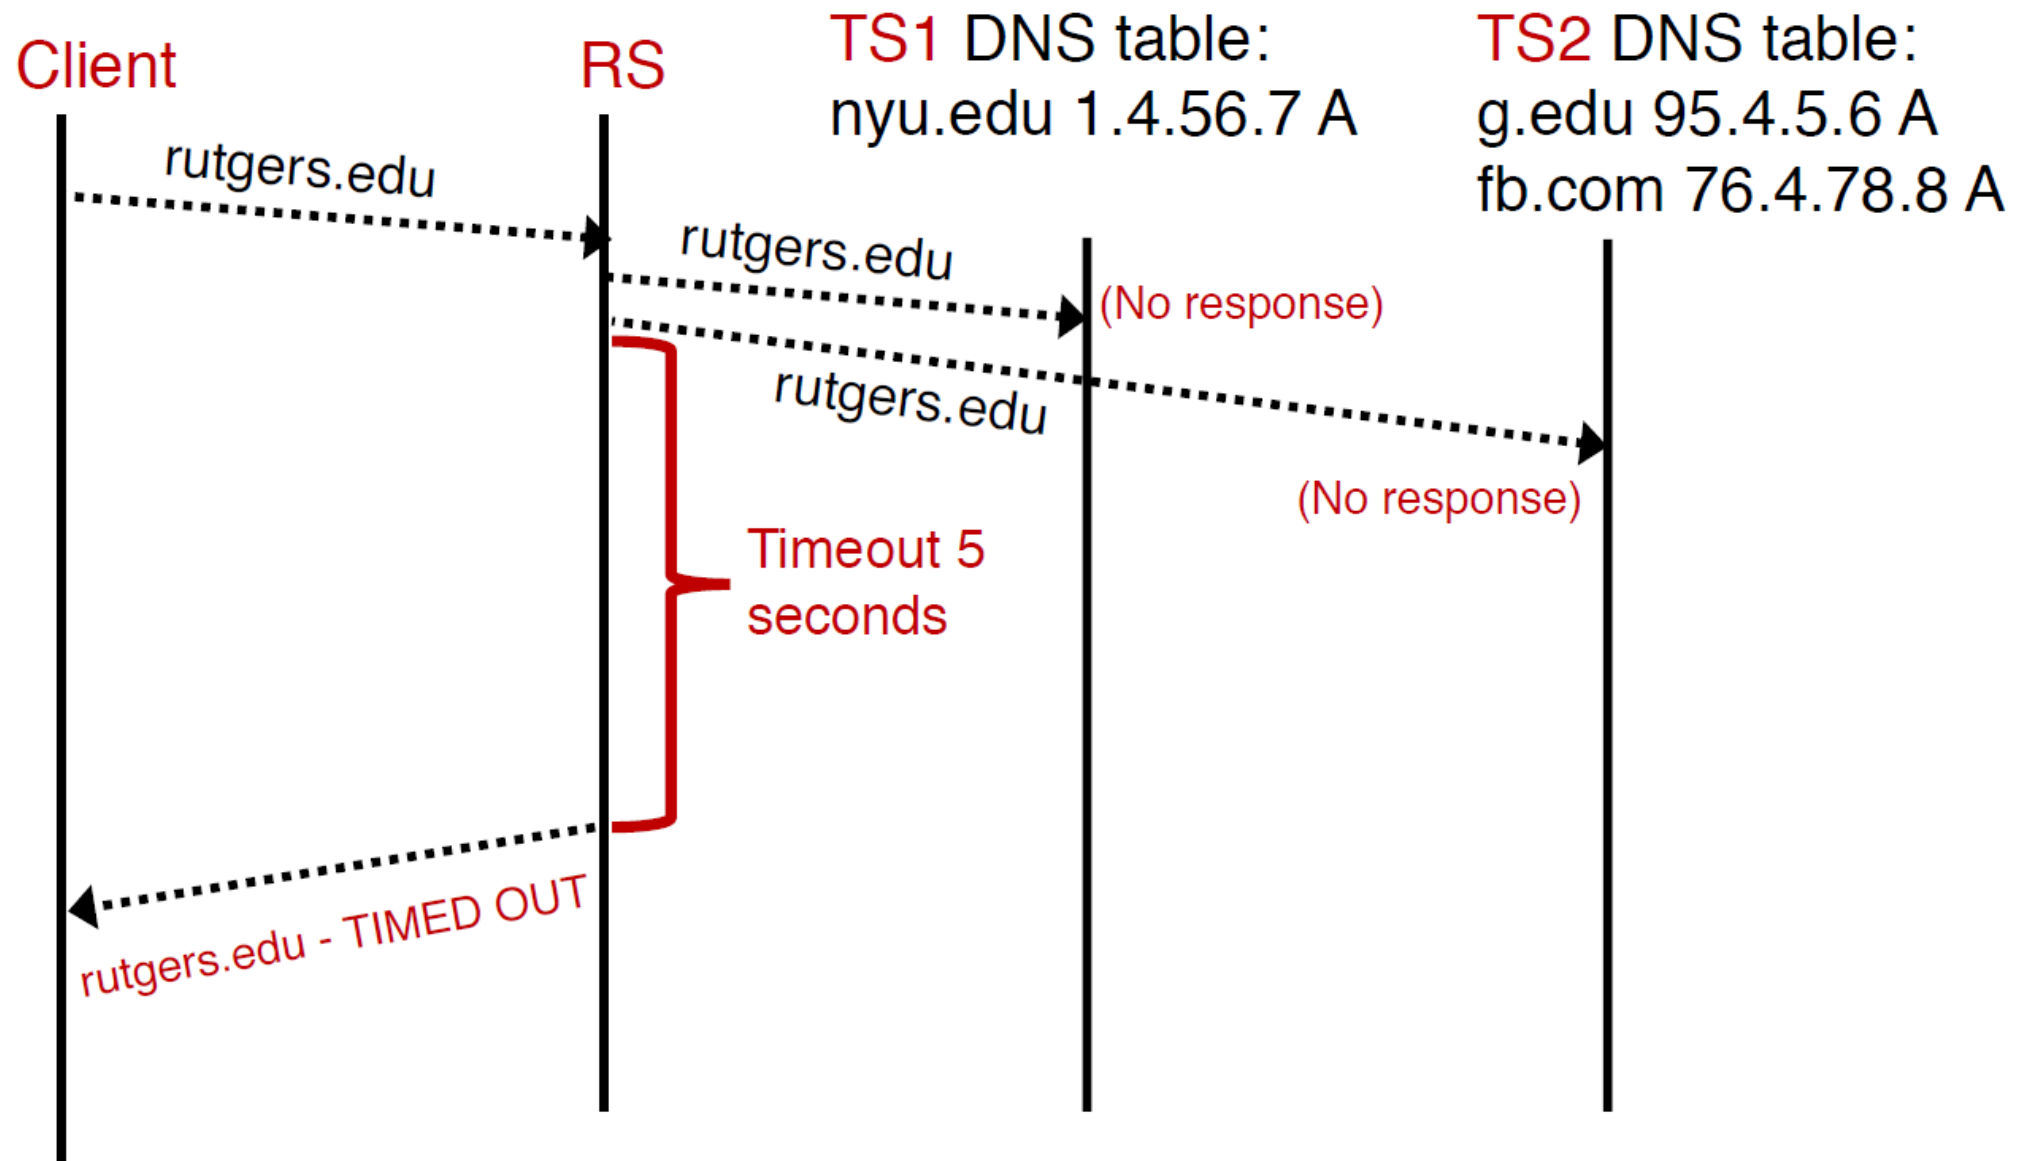 Client
RS
TS1 DNS table:
nyu.edu 1.4.56.7 A
TS2 DNS table:
g.edu 95.4.5.6 A
fb.com 76.4.78.8 A
rutgers.edu
rutgers.edu
(No response)
rutgers.edu
(No response)
Timeout 5
seconds
rutgers.edu - TIMED OUT